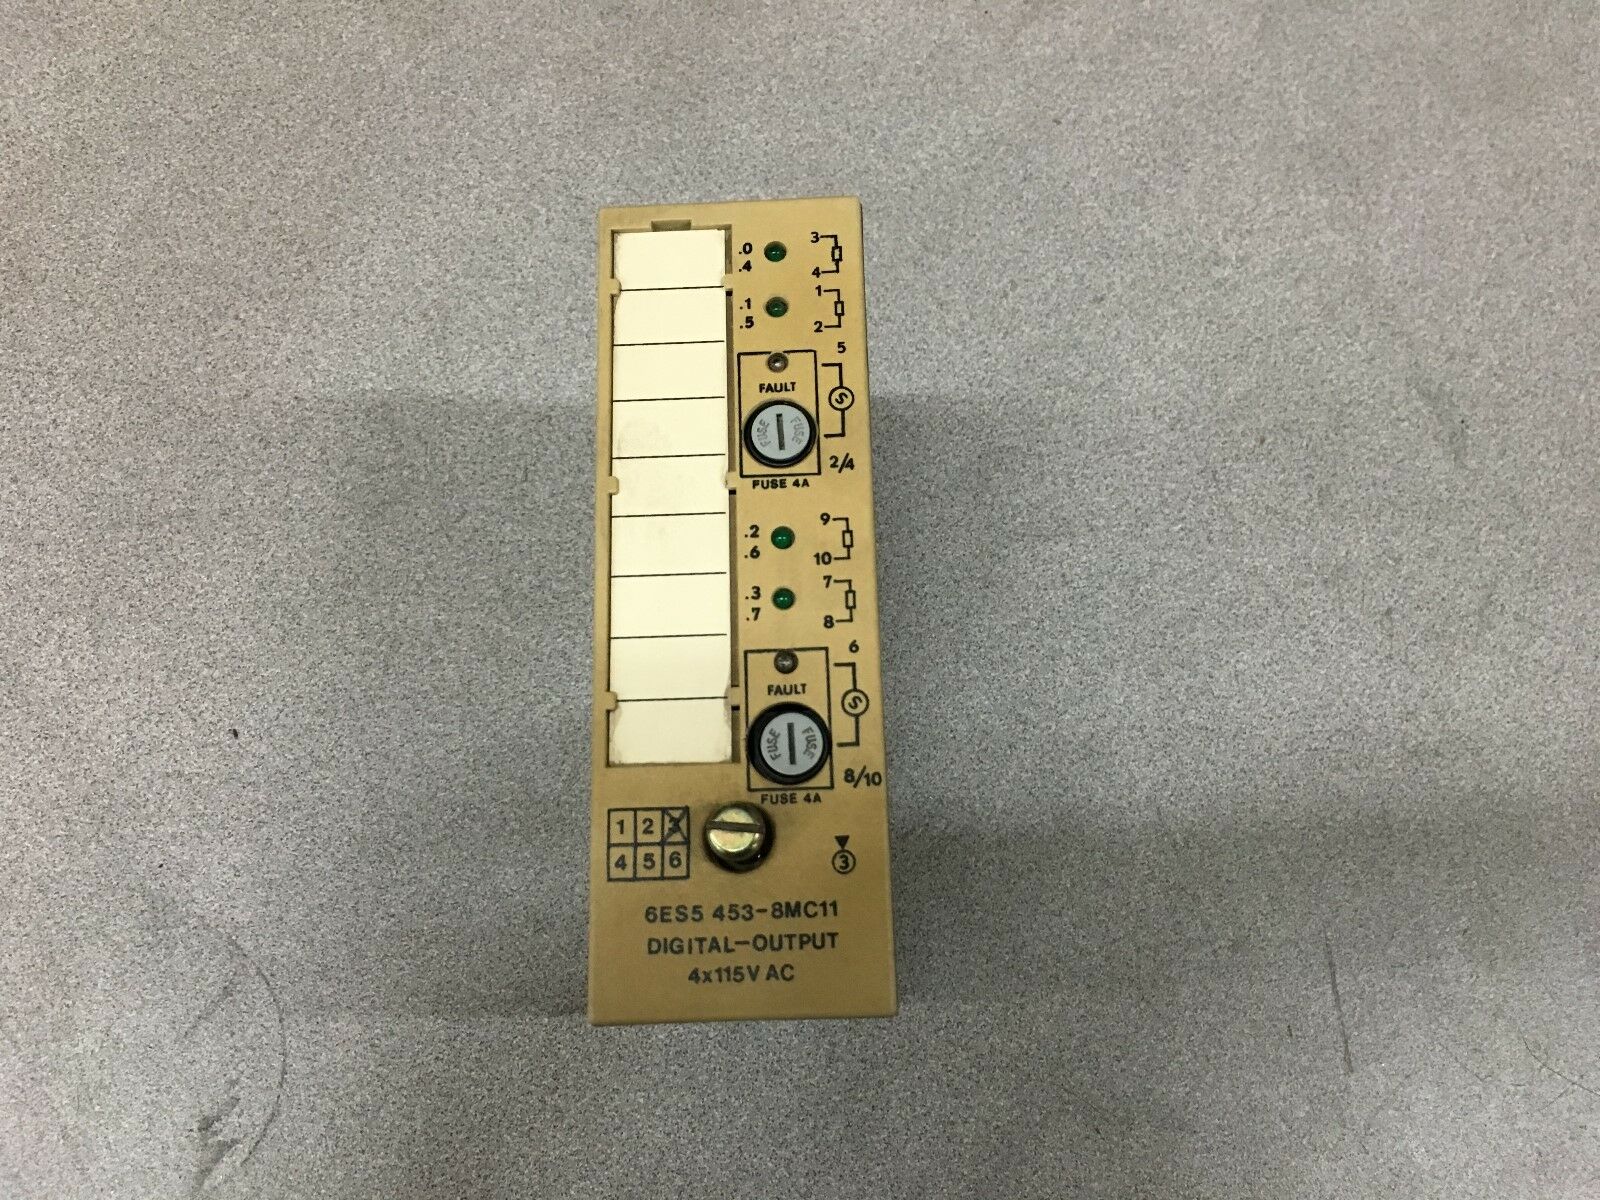 .0
.4
3
4
.1
.5
1
2
5
FAULT
FUSE FUSE
S
2/4
FUSE 4A
.2
.6
9
10
.3
.7
7
8
6
FAULT
FUSE FUSE
S
8/10
FUSE 4A
1 2 3
4 5 6
3
6ES5 453-8MC11
DIGITAL-OUTPUT
4x115V AC